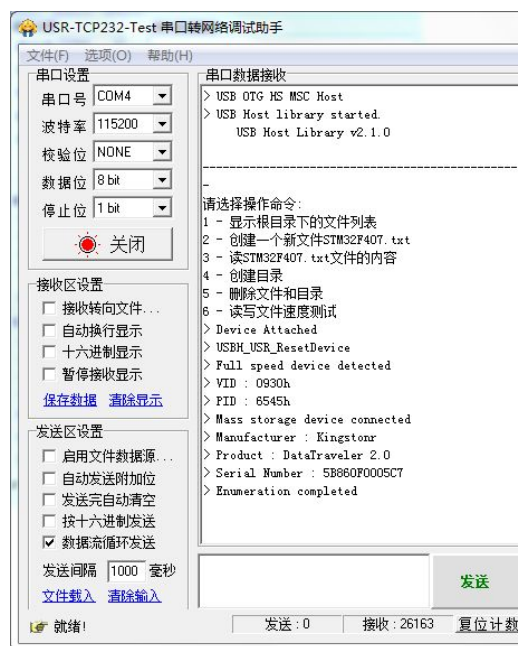 USR-TCP232-Test 串口转网络调试助手
文件(F) 选项(O) 帮助(H)
串口设置
串口号 COM4
波特率 115200
校验位 NONE
数据位 8 bit
停止位 1 bit
关闭
接收区设置
接收转向文件...
自动换行显示
十六进制显示
暂停接收显示
保存数据 清除显示
发送区设置
启用文件数据源...
自动发送附加位
发送完自动清空
按十六进制发送
数据流循环发送
发送间隔 1000 毫秒
文件载入 清除输入
串口数据接收
> USB OTG HS MSC Host
> USB Host library started.
USB Host Library v2.1.0
--------------------------------------------------
-
请选择操作命令:
1 - 显示根目录下的文件列表
2 - 创建一个新文件STM32F407.txt
3 - 读STM32F407.txt文件的内容
4 - 创建目录
5 - 删除文件和目录
6 - 读写文件速度测试
> Device Attached
> USBH_USR_ResetDevice
> Full speed device detected
> VID : 0930h
> PID : 6545h
> Mass storage device connected
> Manufacturer : Kingstonr
> Product : DataTraveler 2.0
> Serial Number : 5B860F0005C7
> Enumeration completed
发送
就绪! 发送 : 0 接收 : 26163 复位计数